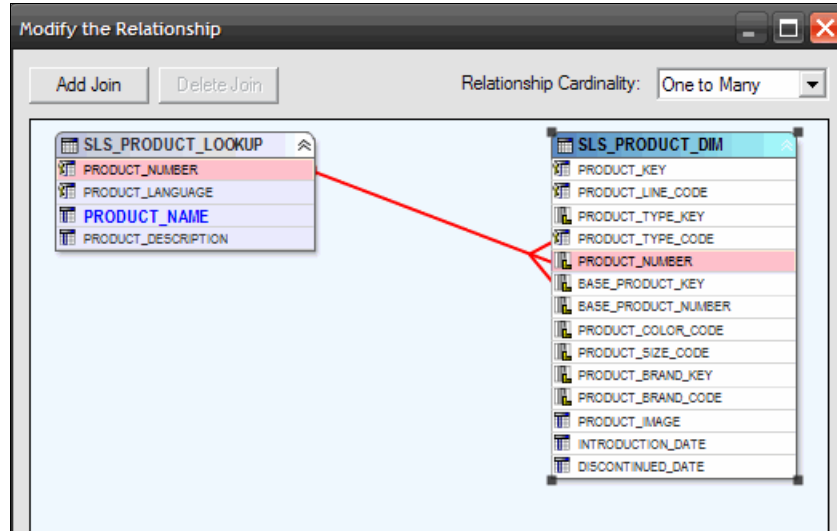 Modify the Relationship
Add Join Delete Join Relationship Cardinality: One to Many
SLS_PRODUCT_LOOKUP
PRODUCT_NUMBER
PRODUCT_LANGUAGE
PRODUCT_NAME
PRODUCT_DESCRIPTION
SLS_PRODUCT_DIM
PRODUCT_KEY
PRODUCT_LINE_CODE
PRODUCT_TYPE_KEY
PRODUCT_TYPE_CODE
PRODUCT_NUMBER
BASE_PRODUCT_KEY
BASE_PRODUCT_NUMBER
PRODUCT_COLOR_CODE
PRODUCT_SIZE_CODE
PRODUCT_BRAND_KEY
PRODUCT_BRAND_CODE
PRODUCT_IMAGE
INTRODUCTION_DATE
DISCONTINUED_DATE